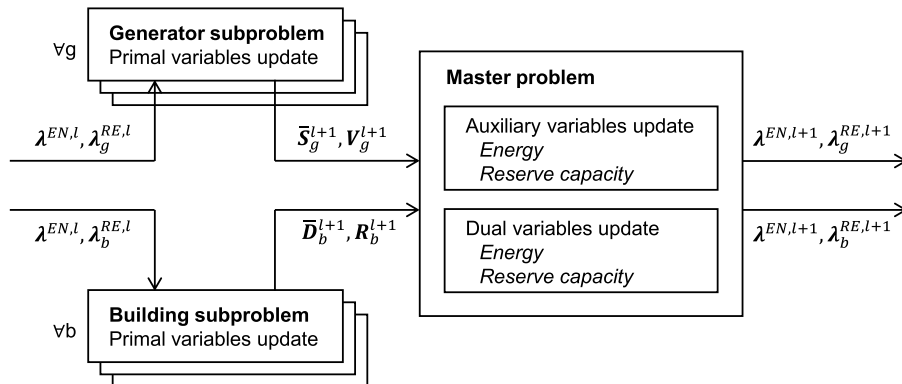 Generator subproblem
Primal variables update
∀g
λ^{EN,l}, λ_g^{RE,l}
S̅_g^{l+1}, V_g^{l+1}
Master problem
Auxiliary variables update
Energy
Reserve capacity
λ^{EN,l+1}, λ_g^{RE,l+1}
λ^{EN,l}, λ_b^{RE,l}
D̅_b^{l+1}, R_b^{l+1}
Dual variables update
Energy
Reserve capacity
λ^{EN,l+1}, λ_b^{RE,l+1}
Building subproblem
Primal variables update
∀b